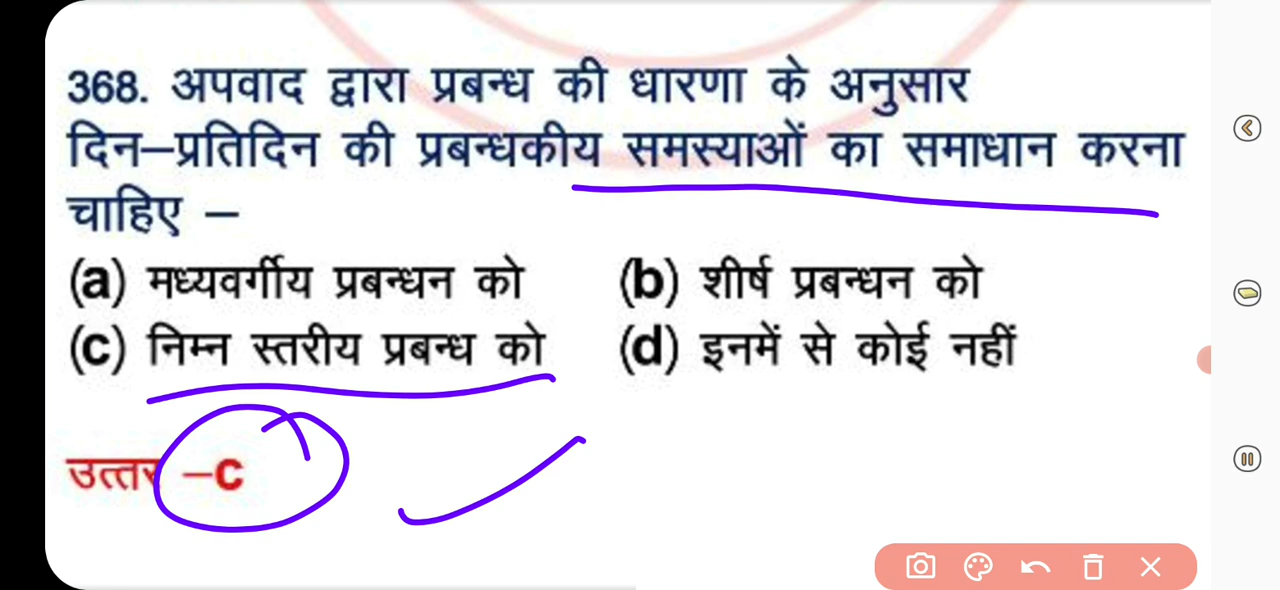 368. अपवाद द्वारा प्रबन्ध की धारणा के अनुसार
दिन–प्रतिदिन की प्रबन्धकीय समस्याओं का समाधान करना
चाहिए –
(a) मध्यवर्गीय प्रबन्धन को (b) शीर्ष प्रबन्धन को
(c) निम्न स्तरीय प्रबन्ध को (d) इनमें से कोई नहीं
उत्तर –c